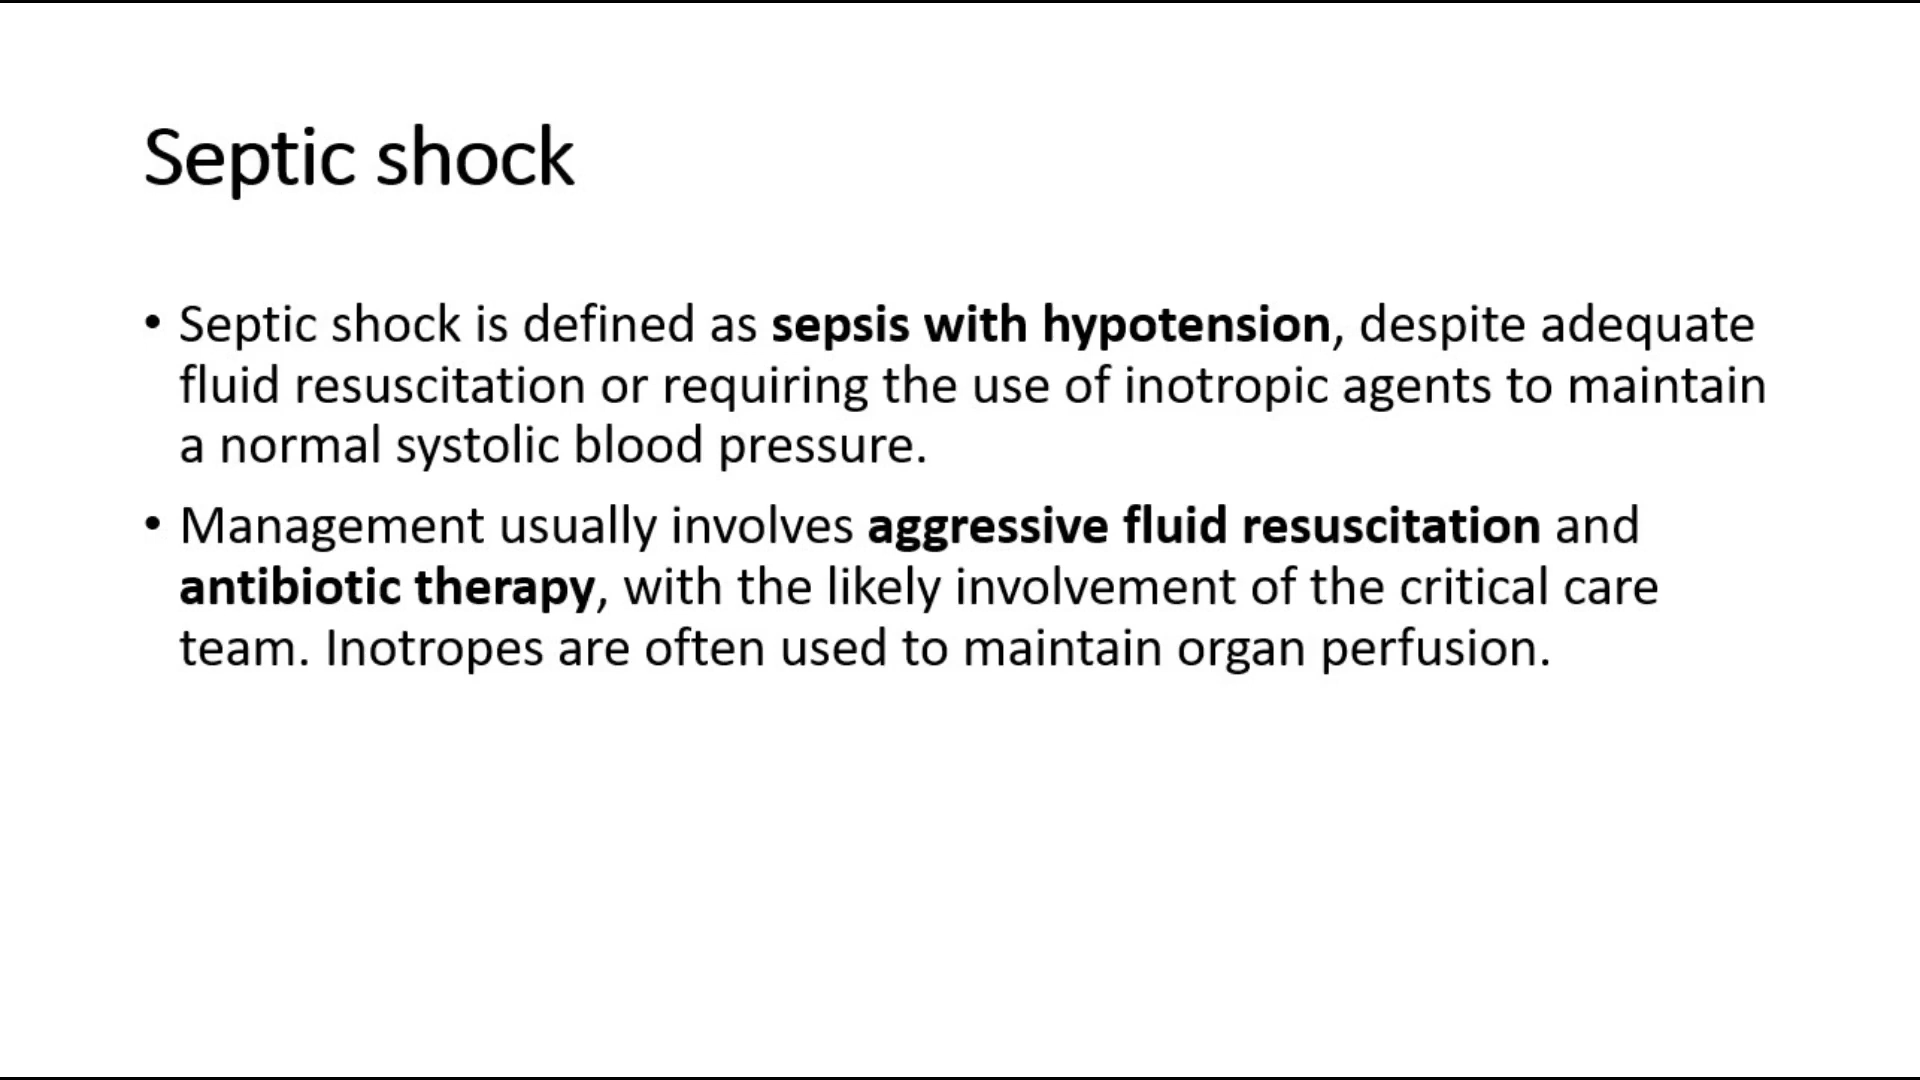 Septic shock
• Septic shock is defined as sepsis with hypotension, despite adequate
fluid resuscitation or requiring the use of inotropic agents to maintain
a normal systolic blood pressure.
• Management usually involves aggressive fluid resuscitation and
antibiotic therapy, with the likely involvement of the critical care
team. Inotropes are often used to maintain organ perfusion.